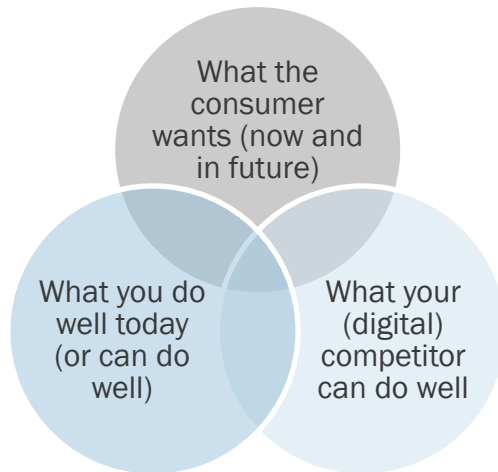 What the
consumer
wants (now and
in future)
What you do
well today
(or can do
well)
What your
(digital)
competitor
can do well